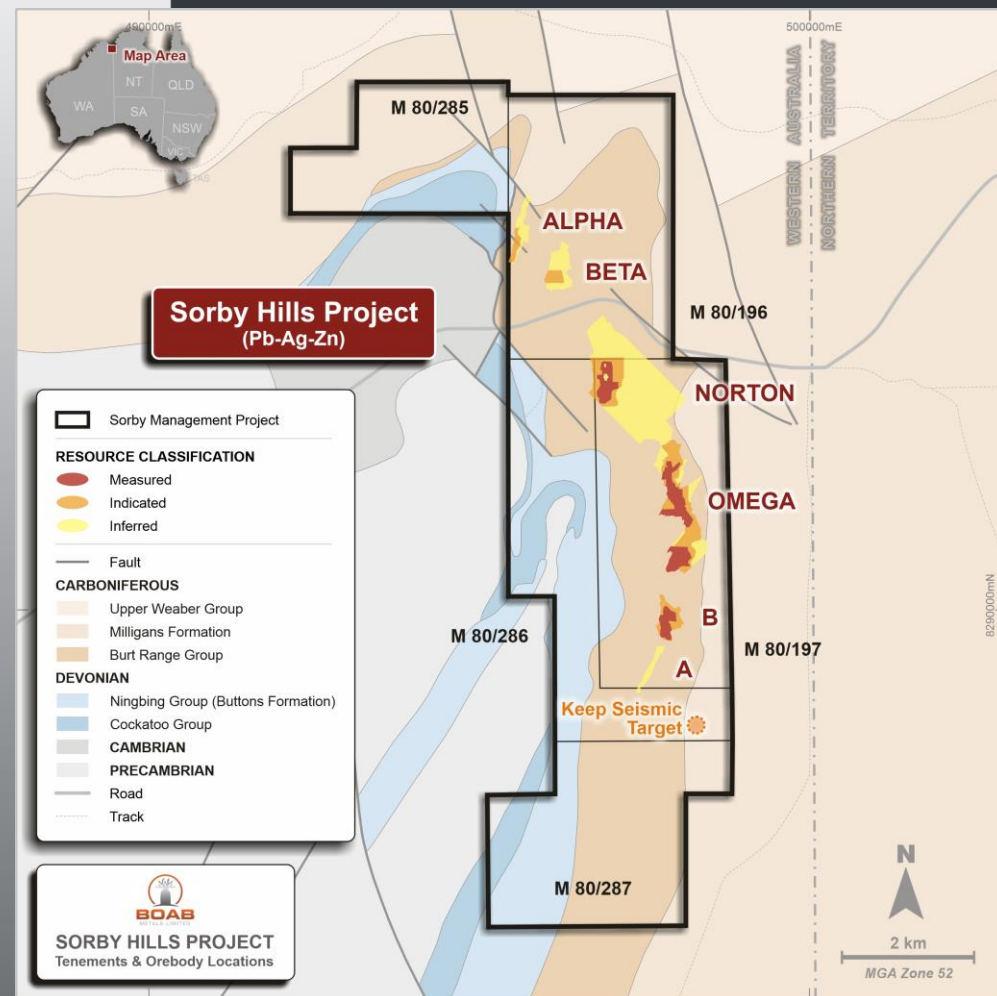 490000mE
500000mE
Map Area
NT
QLD
WA
SA
NSW
VIC
TAS
M 80/285
WESTERN AUSTRALIA
NORTHERN TERRITORY
ALPHA
BETA
Sorby Hills Project
(Pb-Ag-Zn)
M 80/196
NORTON
OMEGA
Sorby Management Project
RESOURCE CLASSIFICATION
Measured
Indicated
Inferred
Fault
CARBONIFEROUS
Upper Weaber Group
Milligans Formation
Burt Range Group
DEVONIAN
Ningbing Group (Buttons Formation)
Cockatoo Group
CAMBRIAN
PRECAMBRIAN
Road
Track
8290000mN
B
M 80/286
M 80/197
A
Keep Seismic
Target
M 80/287
BOAB
METALS LIMITED
SORBY HILLS PROJECT
Tenements & Orebody Locations
N
2 km
MGA Zone 52